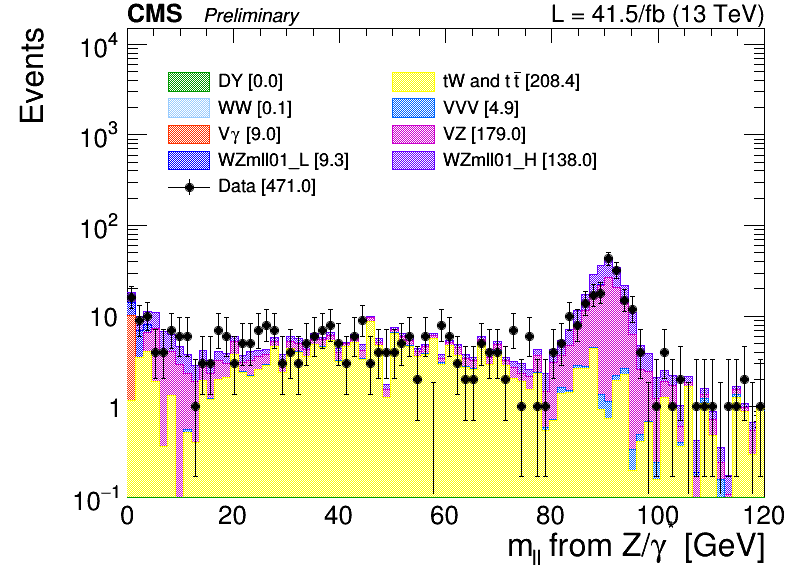 CMS Preliminary L = 41.5/fb (13 TeV)
Events
10⁴
10³
10²
10
1
10⁻¹
DY [0.0]
WW [0.1]
Vγ [9.0]
WZmll01_L [9.3]
Data [471.0]
tW and tt̅ [208.4]
VVV [4.9]
VZ [179.0]
WZmll01_H [138.0]
0 20 40 60 80 100 120
m_ll from Z/γ* [GeV]